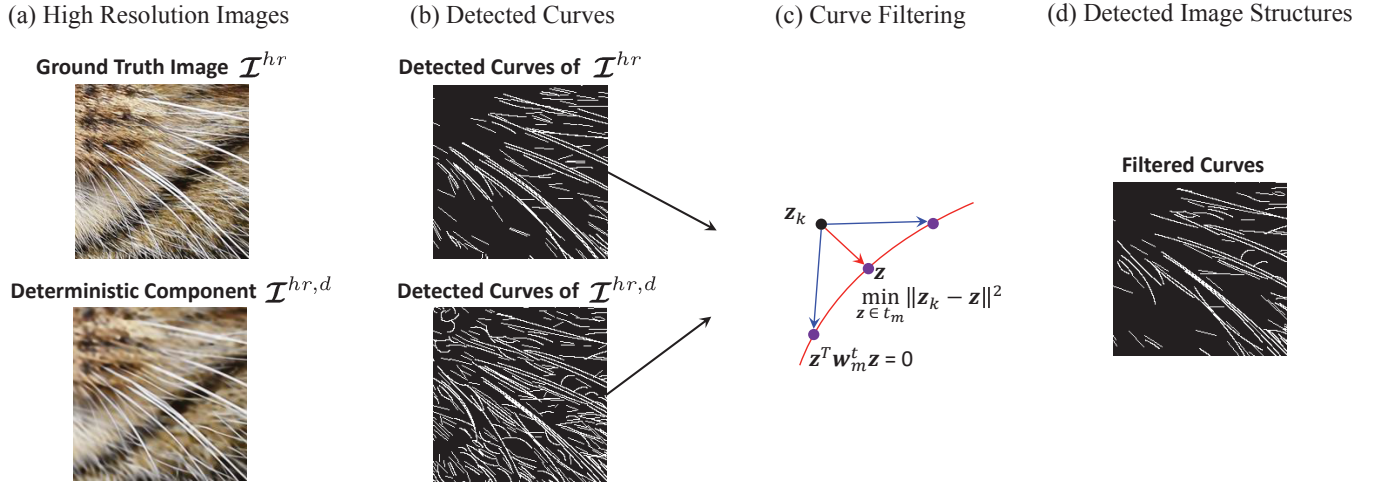 (a) High Resolution Images
(b) Detected Curves
(c) Curve Filtering
(d) Detected Image Structures
Ground Truth Image 𝓘^{hr}
Deterministic Component 𝓘^{hr,d}
Detected Curves of 𝓘^{hr}
Detected Curves of 𝓘^{hr,d}
z_k
z
min_{z ∈ t_m} ‖z_k − z‖²
z^T w_m^t z = 0
Filtered Curves